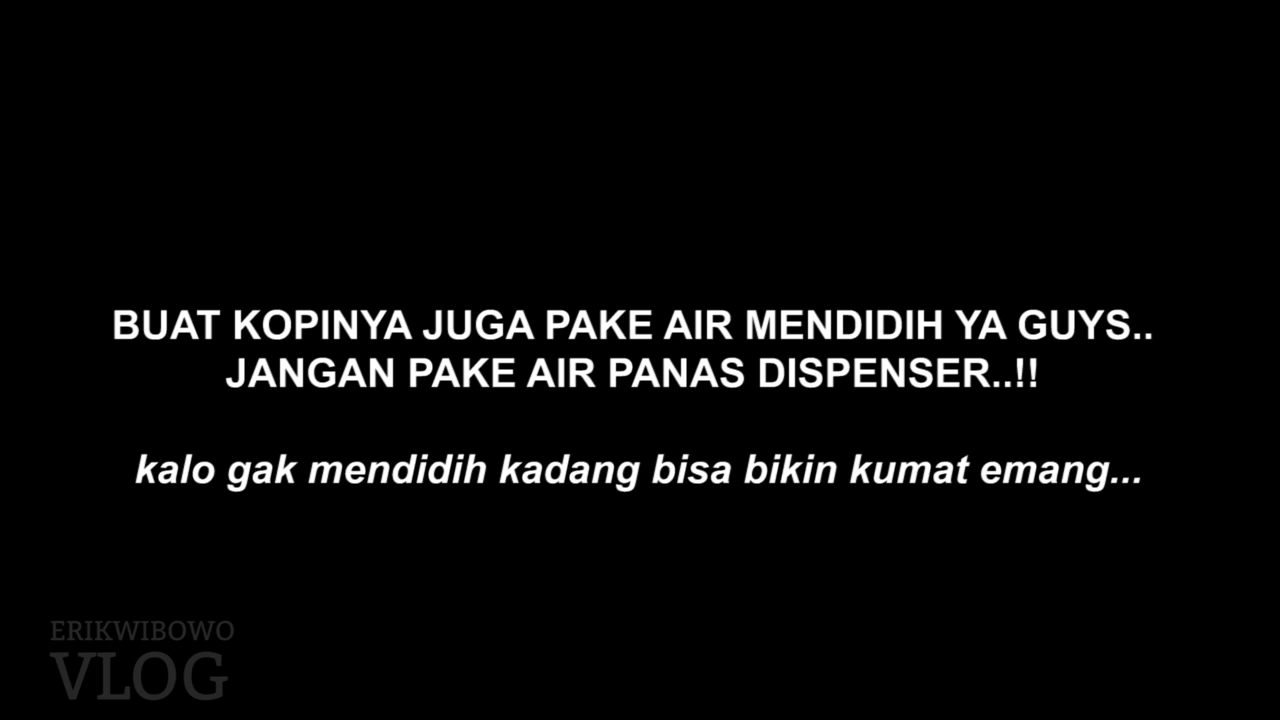 BUAT KOPINYA JUGA PAKE AIR MENDIDIH YA GUYS..
JANGAN PAKE AIR PANAS DISPENSER..!!
kalo gak mendidih kadang bisa bikin kumat emang...
ERIKWIBOWO
VLOG